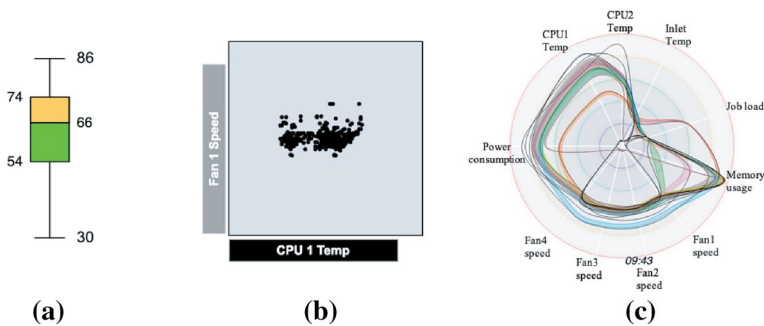 86
74
66
54
30
(a)
Fan 1 Speed
CPU 1 Temp
(b)
CPU2
Temp
CPU1
Temp
Inlet
Temp
Job load
Power
consumption
Memory
usage
Fan4
speed
Fan3
speed
09:43
Fan2
speed
Fan1
speed
(c)